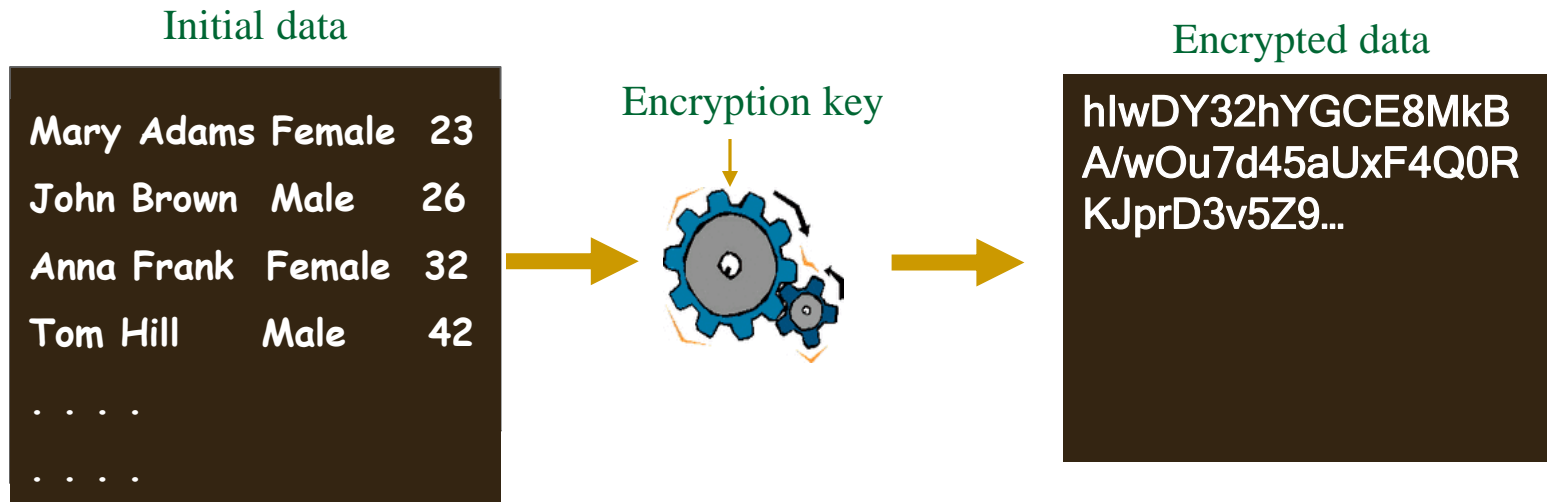 Initial data
Mary Adams Female 23
John Brown Male 26
Anna Frank Female 32
Tom Hill Male 42
. . . .
. . . .
Encryption key
Encrypted data
hIwDY32hYGCE8MkB
A/wOu7d45aUxF4Q0R
KJprD3v5Z9...